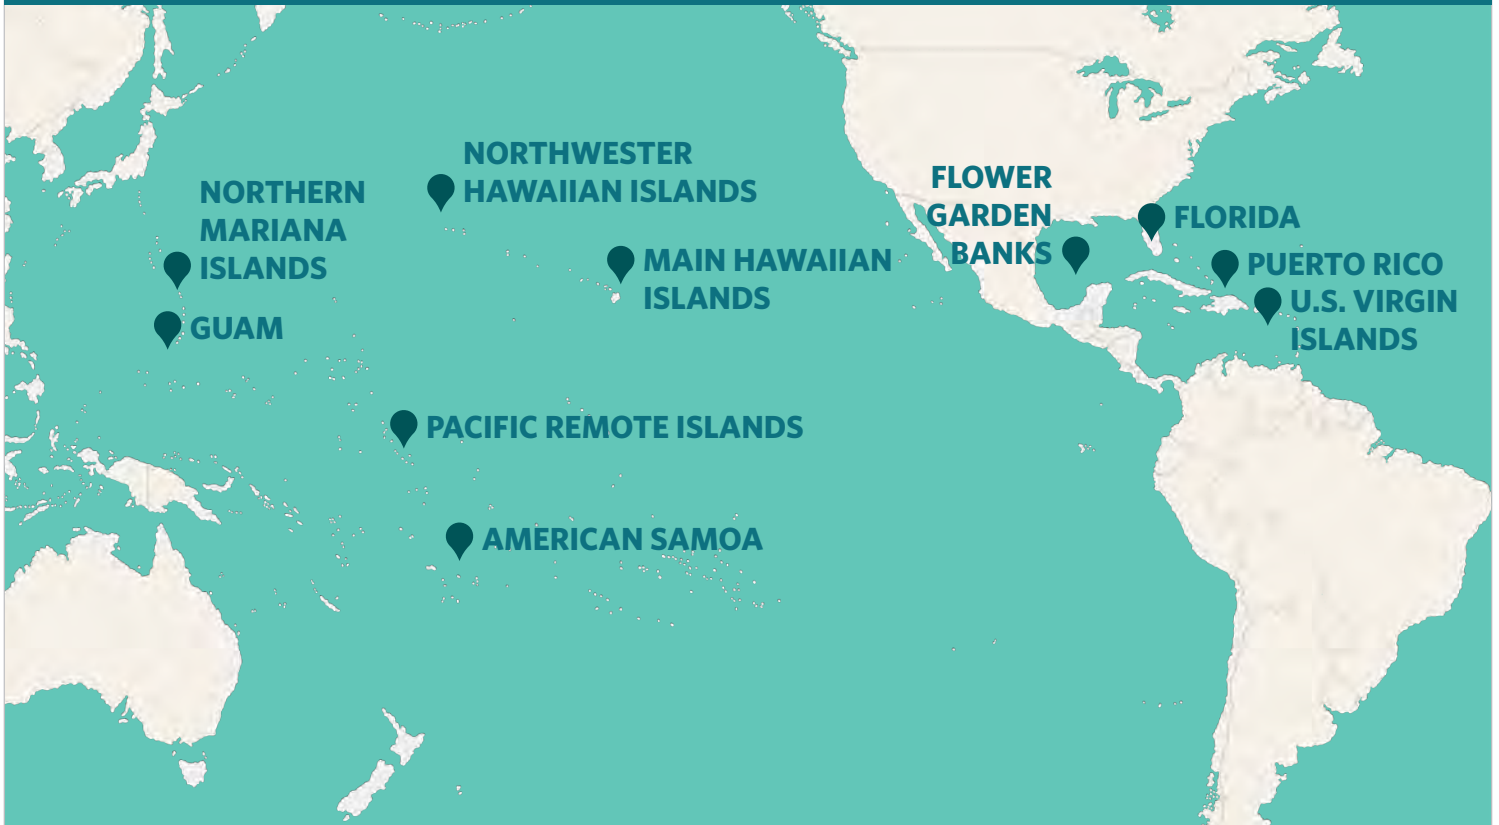 NORTHWESTER
HAWAIIAN ISLANDS
NORTHERN
MARIANA
ISLANDS
FLOWER
GARDEN
BANKS
FLORIDA
MAIN HAWAIIAN
ISLANDS
PUERTO RICO
U.S. VIRGIN
ISLANDS
GUAM
PACIFIC REMOTE ISLANDS
AMERICAN SAMOA